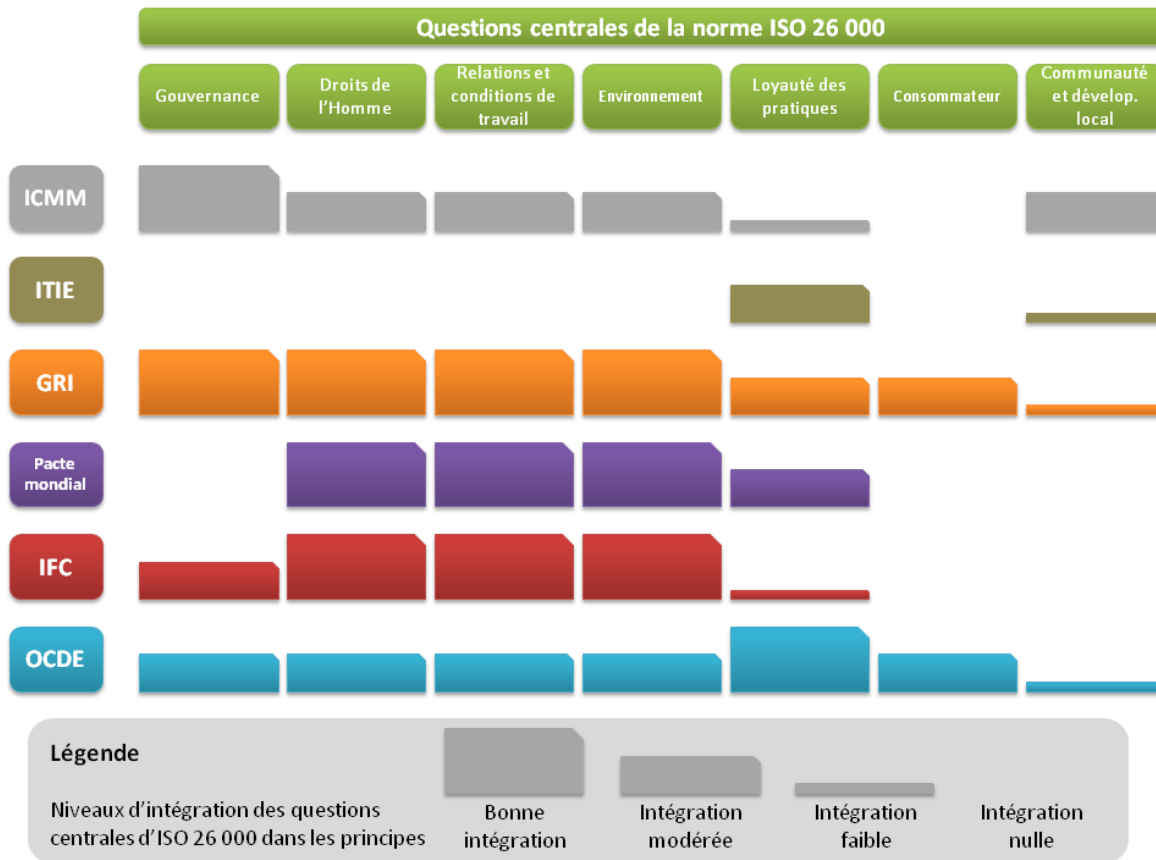 Questions centrales de la norme ISO 26 000
Gouvernance
Droits de
l'Homme
Relations et
conditions de
travail
Environnement
Loyauté des
pratiques
Consommateur
Communauté
et dévelop.
local
ICMM
ITIE
GRI
Pacte
mondial
IFC
OCDE
Légende
Niveaux d'intégration des questions
centrales d'ISO 26 000 dans les principes
Bonne
intégration
Intégration
modérée
Intégration
faible
Intégration
nulle